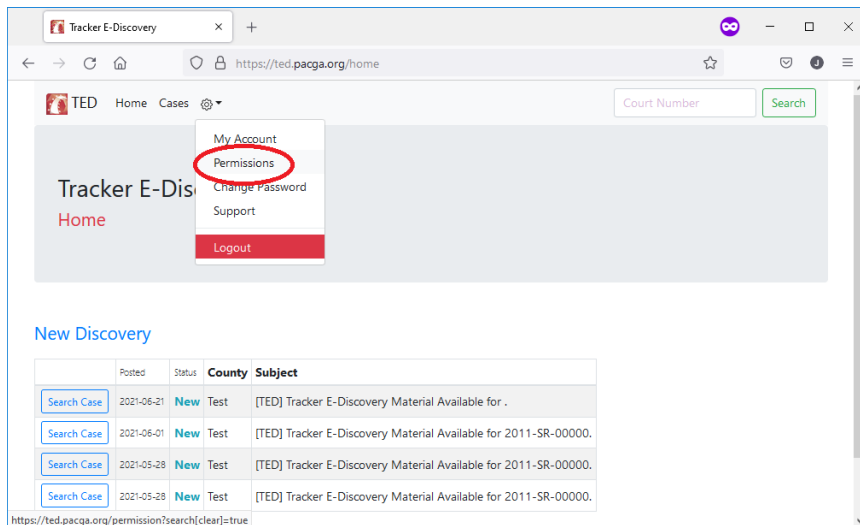 Tracker E-Discovery
https://ted.pacga.org/home
J
TED Home Cases
Court Number Search
My Account
Permissions
Change Password
Support
Logout
Tracker E-Dis
Home
New Discovery
Posted Status County Subject
Search Case 2021-06-21 New Test [TED] Tracker E-Discovery Material Available for .
Search Case 2021-06-01 New Test [TED] Tracker E-Discovery Material Available for 2011-SR-00000.
Search Case 2021-05-28 New Test [TED] Tracker E-Discovery Material Available for 2011-SR-00000.
Search Case 2021-05-28 New Test [TED] Tracker E-Discovery Material Available for 2011-SR-00000.
https://ted.pacga.org/permission?search[clear]=true